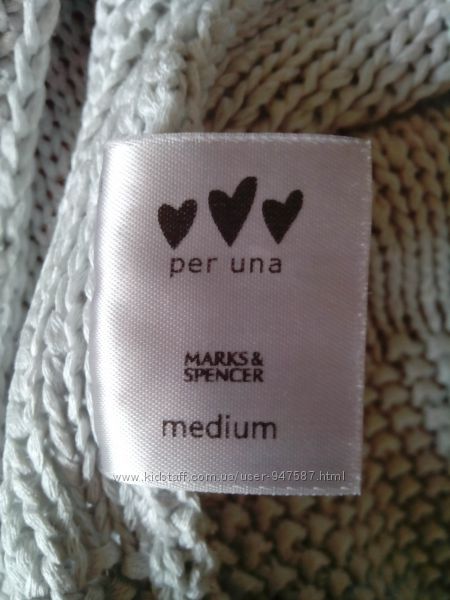 per una
MARKS &
SPENCER
medium
www.kidstaff.com.ua/user-947587.html